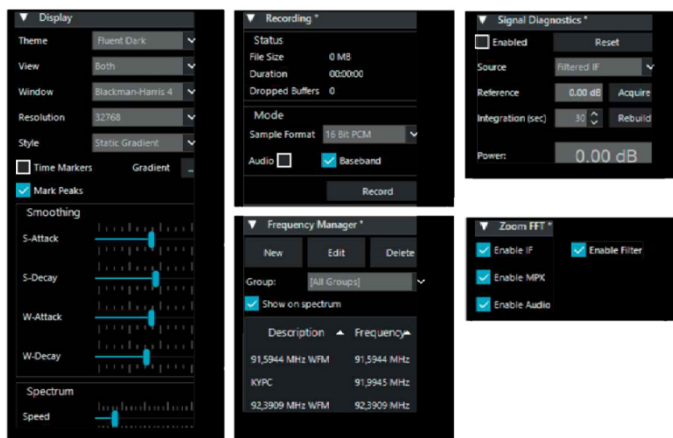 Display
Theme Fluent Dark
View Both
Window Blackman-Harris 4
Resolution 32768
Style Static Gradient
Time Markers Gradient ...
Mark Peaks
Smoothing
S-Attack
S-Decay
W-Attack
W-Decay
Spectrum
Speed
Recording *
Status
File Size 0 MB
Duration 00:00:00
Dropped Buffers 0
Mode
Sample Format 16 Bit PCM
Audio Baseband
Record
Frequency Manager *
New Edit Delete
Group: [All Groups]
Show on spectrum
Description Frequency
91,5944 MHz WFM 91,5944 MHz
КУРС 91,9945 MHz
92,3909 MHz WFM 92,3909 MHz
Signal Diagnostics *
Enabled Reset
Source Filtered IF
Reference 0.00 dB Acquire
Integration (sec) 30 Rebuild
Power: 0.00 dB
Zoom FFT *
Enable IF Enable Filter
Enable MPX
Enable Audio